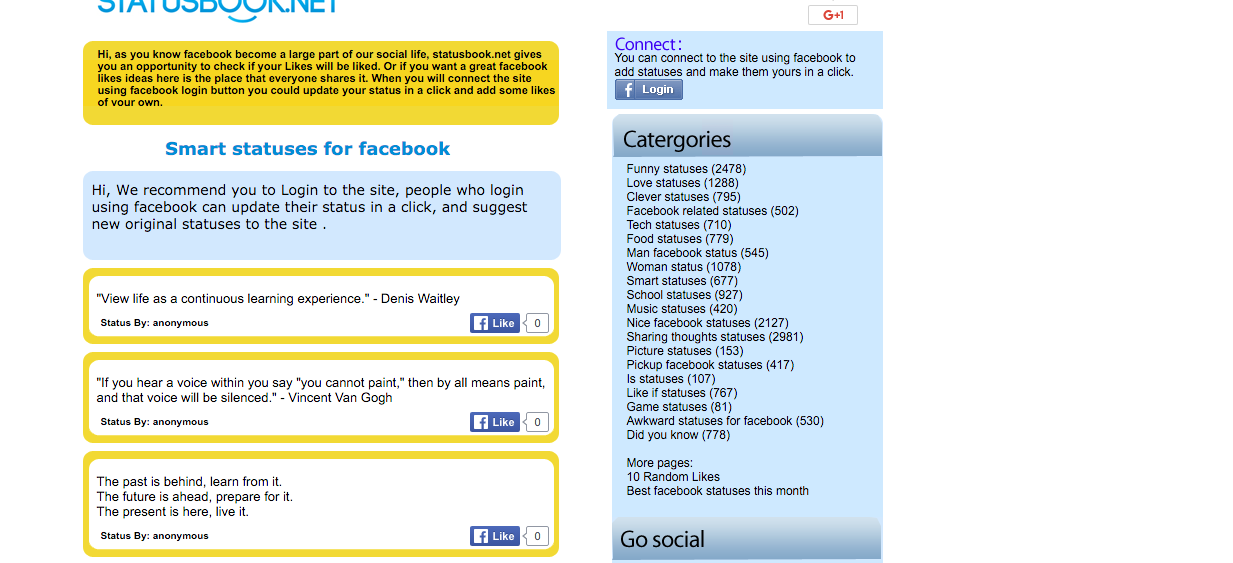 STATUSBOOK.NET
Hi, as you know facebook become a large part of our social life, statusbook.net gives
you an opportunity to check if your Likes will be liked. Or if you want a great facebook
likes ideas here is the place that everyone shares it. When you will connect the site
using facebook login button you could update your status in a click and add some likes
of your own.
Smart statuses for facebook
Hi, We recommend you to Login to the site, people who login
using facebook can update their status in a click, and suggest
new original statuses to the site .
"View life as a continuous learning experience." - Denis Waitley
Status By: anonymous
Like 0
"If you hear a voice within you say "you cannot paint," then by all means paint,
and that voice will be silenced." - Vincent Van Gogh
Status By: anonymous
Like 0
The past is behind, learn from it.
The future is ahead, prepare for it.
The present is here, live it.
Status By: anonymous
Like 0
G+1
Connect:
You can connect to the site using facebook to
add statuses and make them yours in a click.
f Login
Catergories
Funny statuses (2478)
Love statuses (1288)
Clever statuses (795)
Facebook related statuses (502)
Tech statuses (710)
Food statuses (779)
Man facebook status (545)
Woman status (1078)
Smart statuses (677)
School statuses (927)
Music statuses (420)
Nice facebook statuses (2127)
Sharing thoughts statuses (2981)
Picture statuses (153)
Pickup facebook statuses (417)
Is statuses (107)
Like if statuses (767)
Game statuses (81)
Awkward statuses for facebook (530)
Did you know (778)
More pages:
10 Random Likes
Best facebook statuses this month
Go social